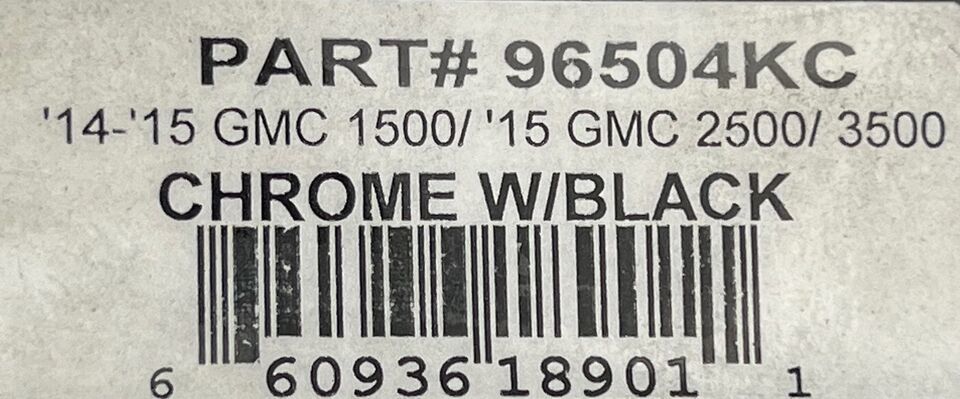 PART# 96504KC
'14-'15 GMC 1500/ '15 GMC 2500/ 3500
CHROME W/BLACK
6 60936 18901 1